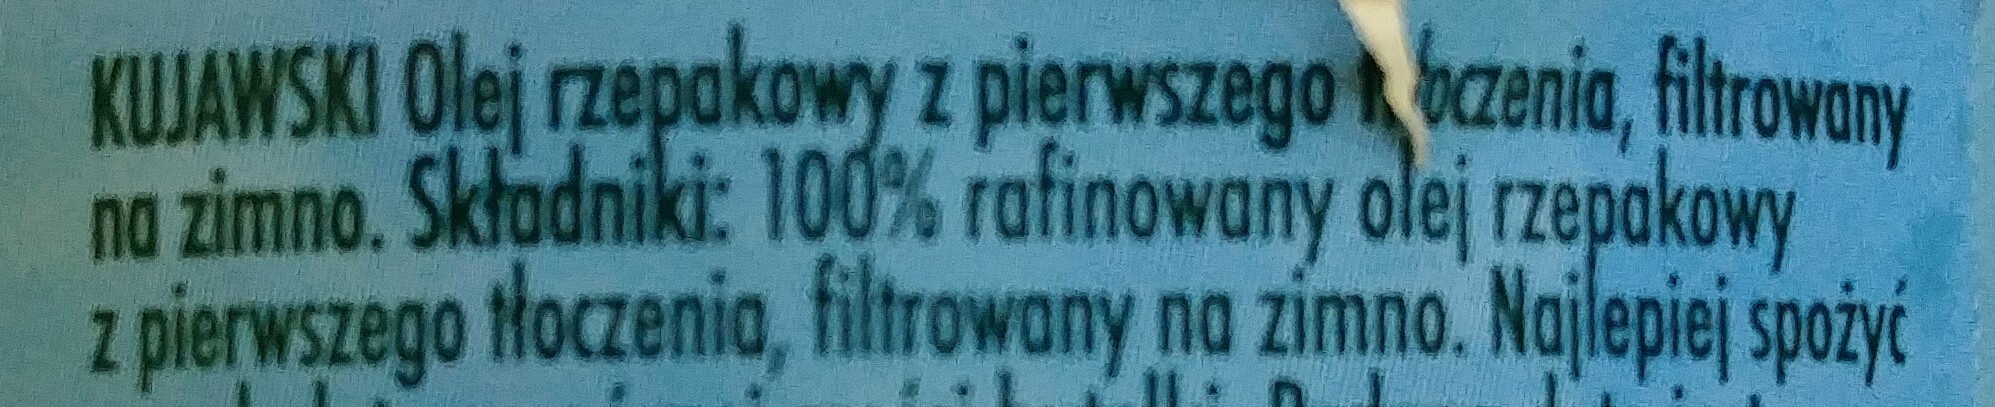 KUJAWSKI Olej rzepakowy z pierwszego tłoczenia, filtrowany
na zimno. Składniki: 100% rafinowany olej rzepakowy
z pierwszego tłoczenia, filtrowany na zimno. Najlepiej spożyć